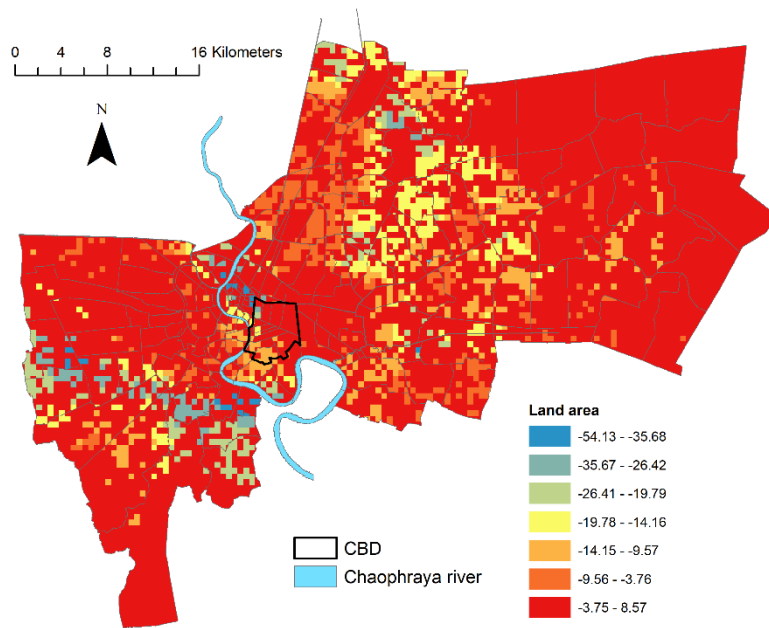 0 4 8 16 Kilometers
N
Land area
-54.13 - -35.68
-35.67 - -26.42
-26.41 - -19.79
-19.78 - -14.16
-14.15 - -9.57
-9.56 - -3.76
-3.75 - 8.57
CBD
Chaophraya river